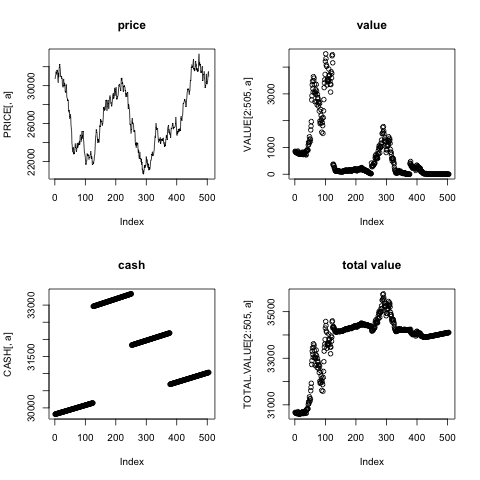 price
PRICE[, a]
22000 26000 30000
0 100 200 300 400 500
Index
value
VALUE[2:505, a]
0 1000 3000
0 100 200 300 400 500
Index
cash
CASH[, a]
30000 31500 33000
0 100 200 300 400 500
Index
total value
TOTAL.VALUE[2:505, a]
31000 33000 35000
0 100 200 300 400 500
Index